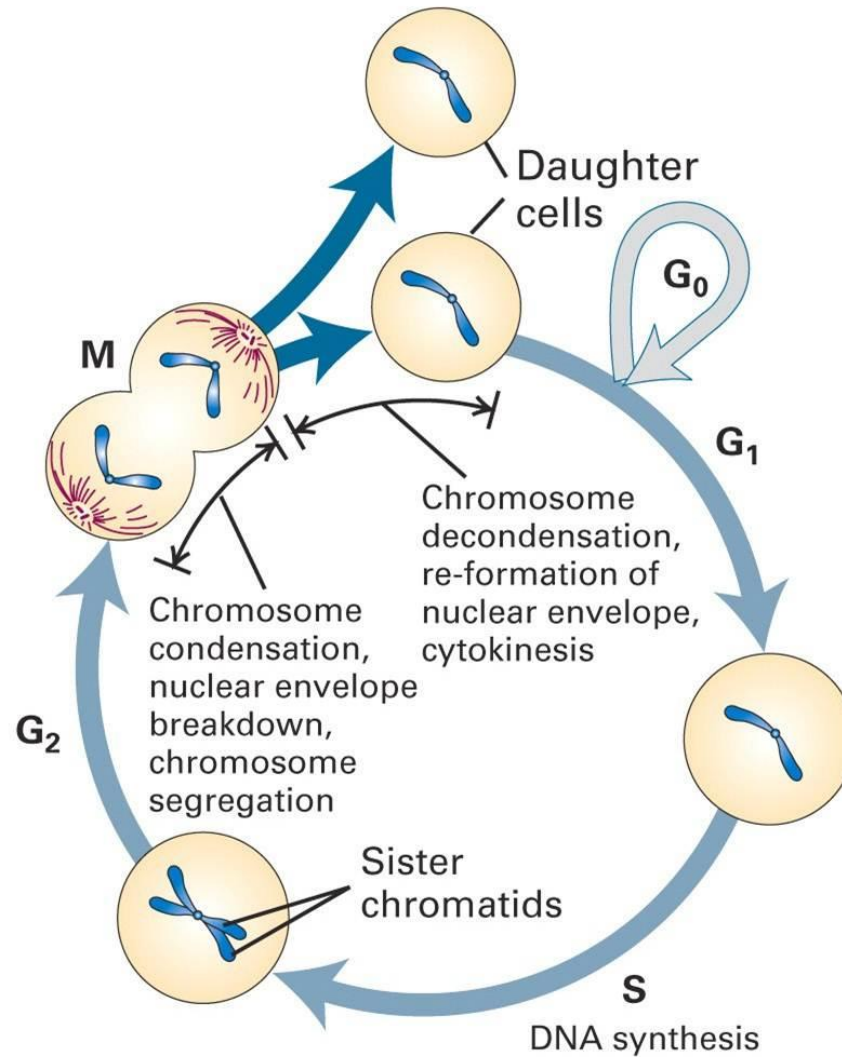 Daughter
cells
G₀
M
G₁
Chromosome
decondensation,
re-formation of
nuclear envelope,
cytokinesis
Chromosome
condensation,
nuclear envelope
breakdown,
chromosome
segregation
G₂
Sister
chromatids
S
DNA synthesis